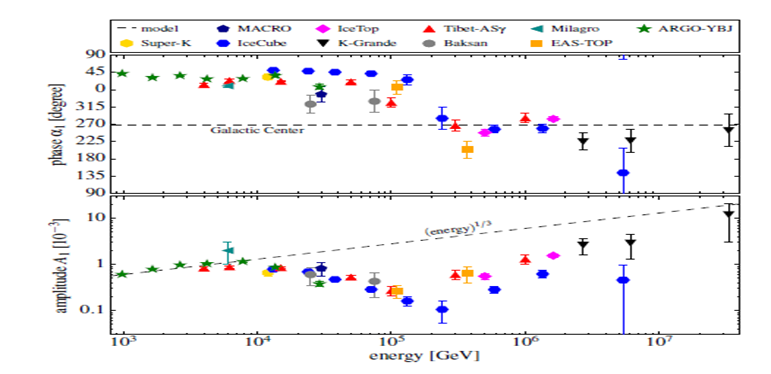 model MACRO IceTop Tibet-ASγ Milagro ARGO-YBJ
Super-K IceCube K-Grande Baksan EAS-TOP
90
45
0
315
270
225
180
135
90
phase α₁ [degree]
Galactic Center
10
1
0.1
amplitude A₁ [10⁻³]
(energy)¹/³
10³ 10⁴ 10⁵ 10⁶ 10⁷
energy [GeV]